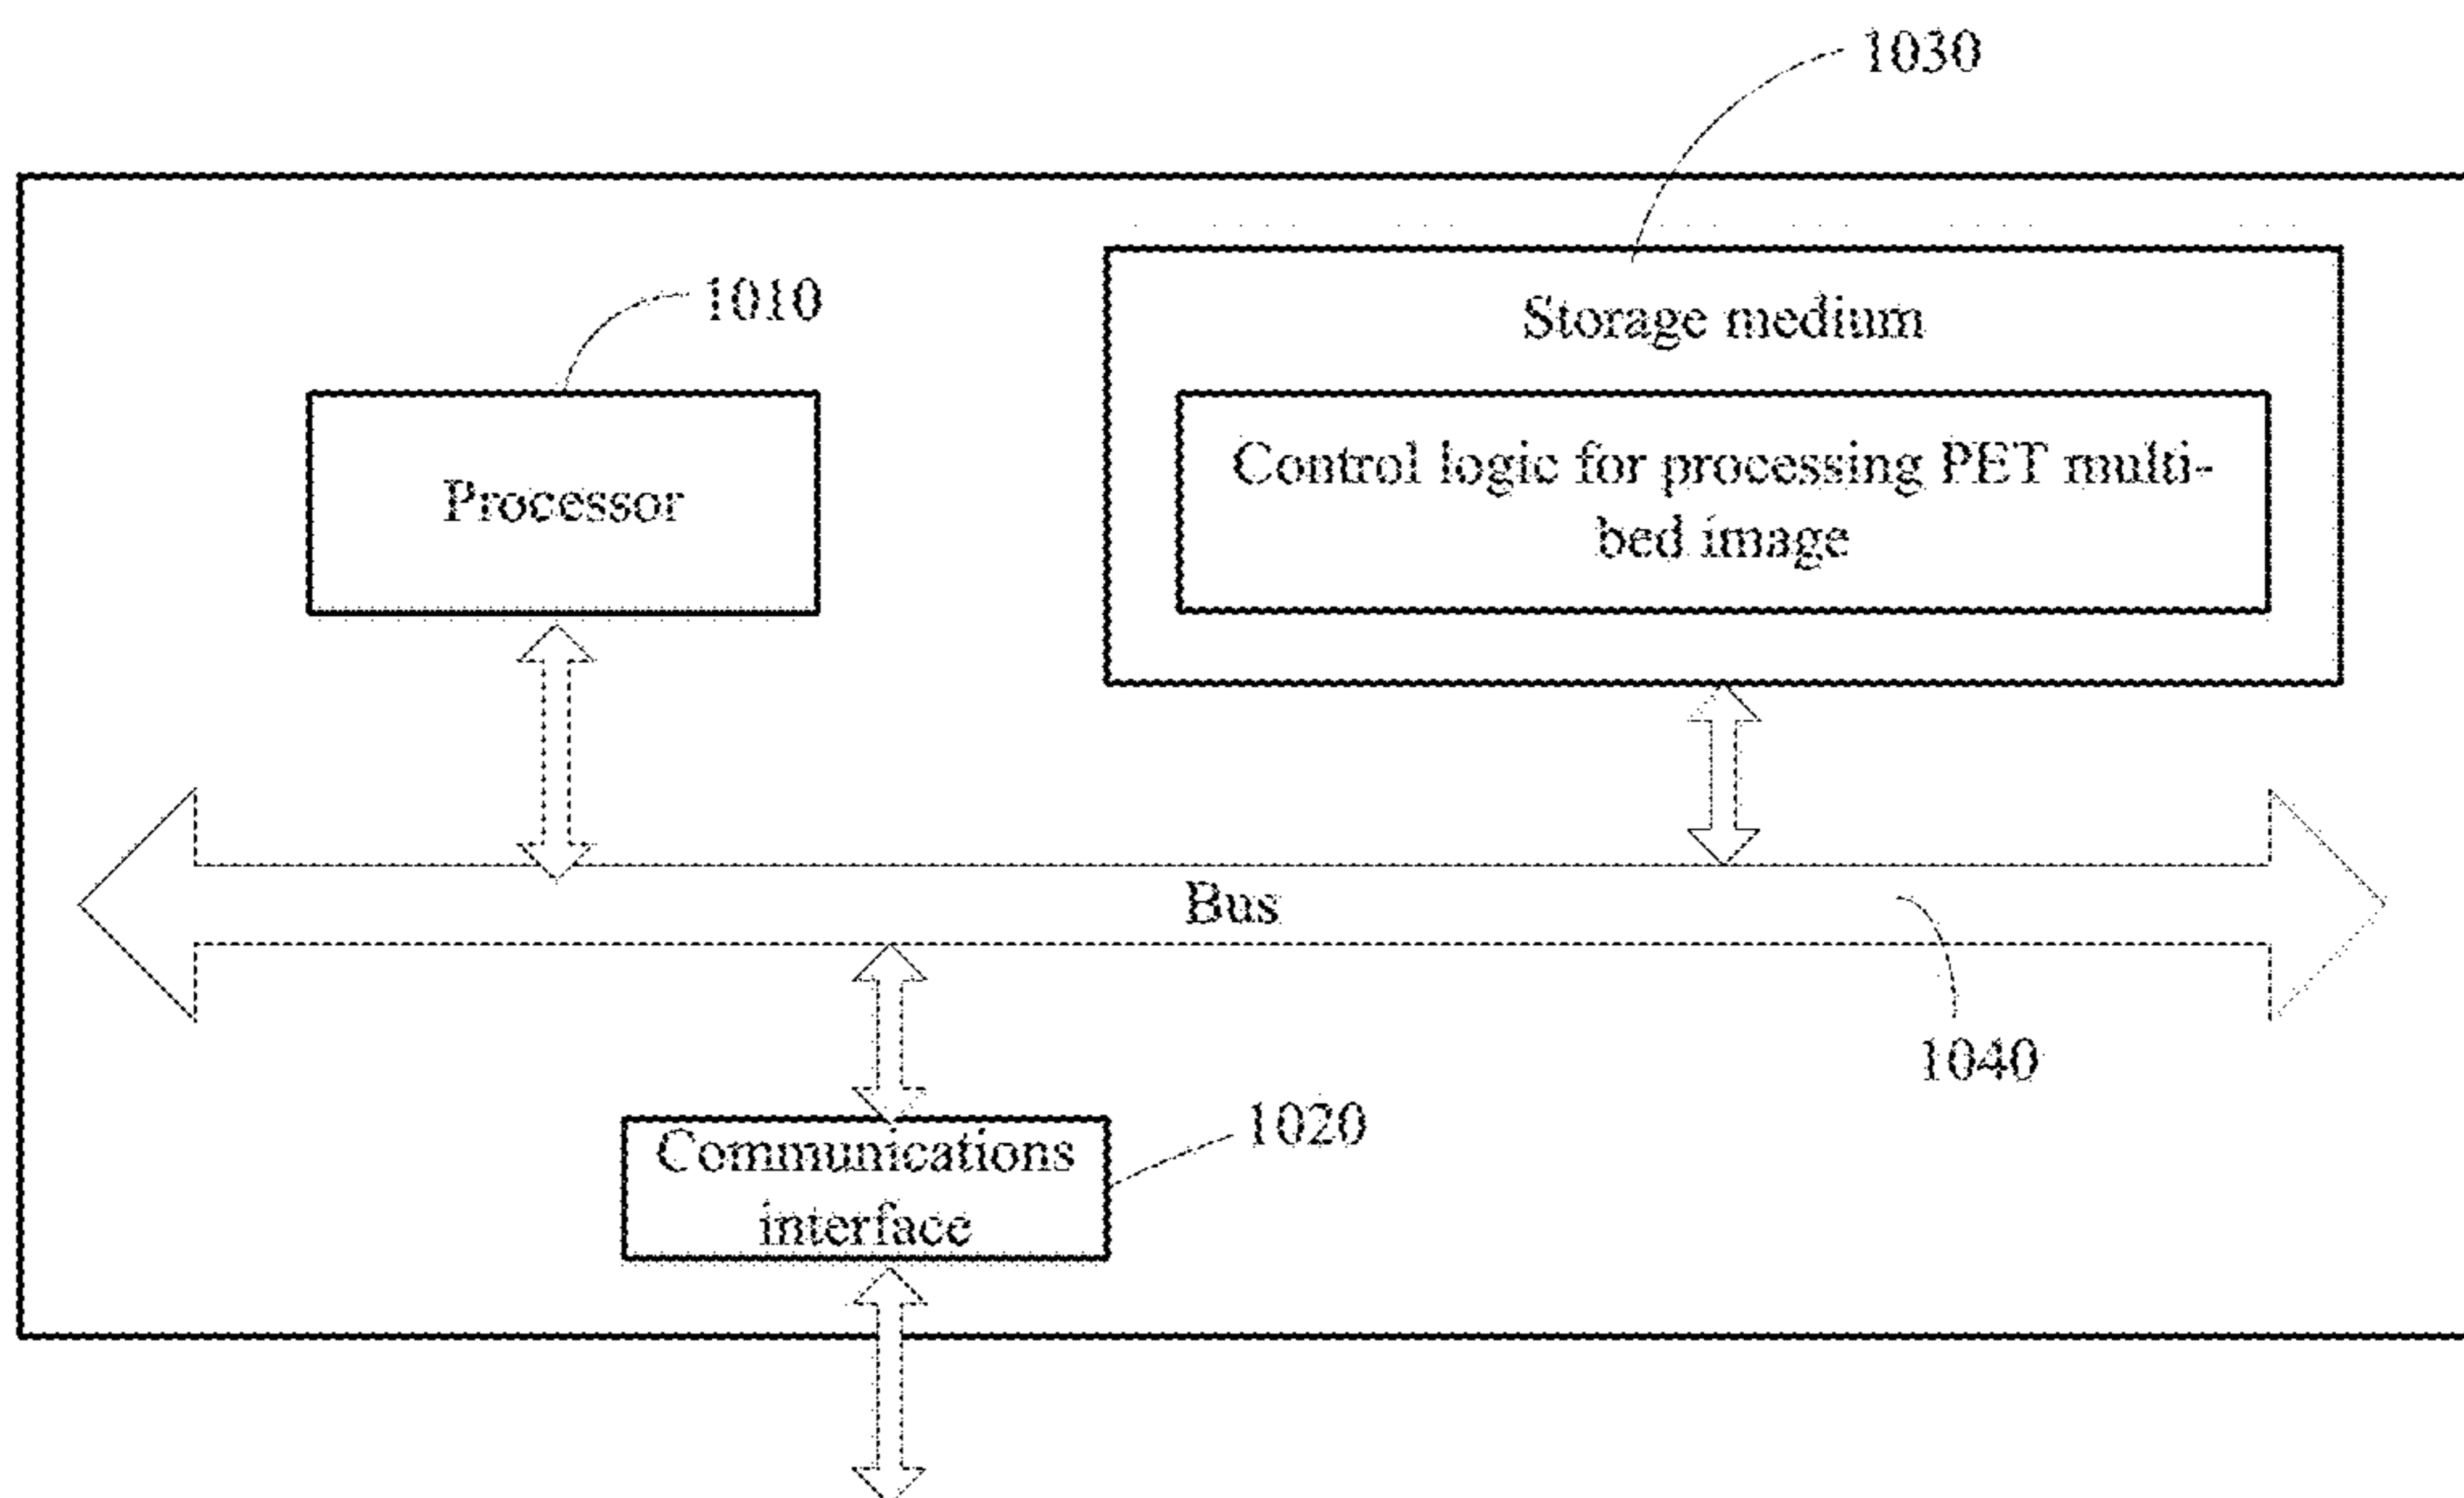 1030
1010
Storage medium
Processor
Control logic for processing PET multi-
bed image
Bus
1040
1020
Communications
interface